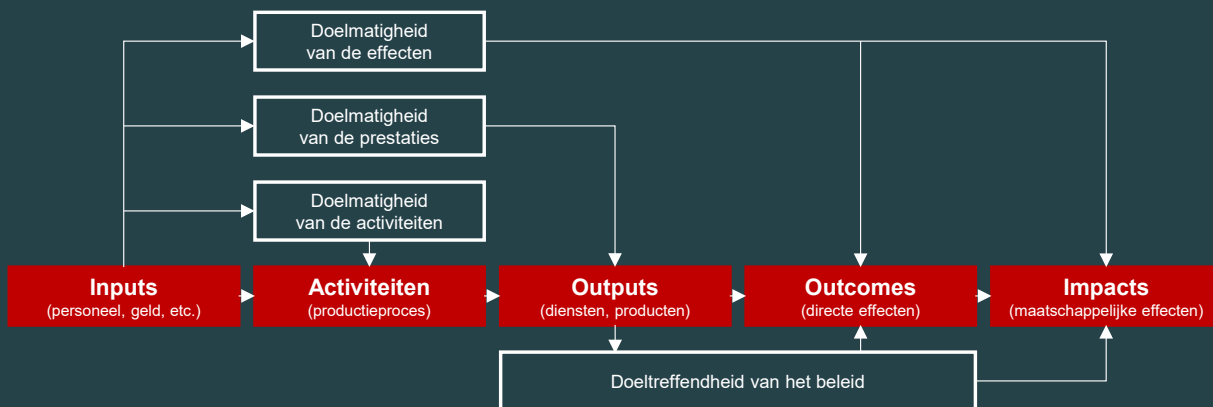 Doelmatigheid
van de effecten
Doelmatigheid
van de prestaties
Doelmatigheid
van de activiteiten
Inputs
(personeel, geld, etc.)
Activiteiten
(productieproces)
Outputs
(diensten, producten)
Outcomes
(directe effecten)
Impacts
(maatschappelijke effecten)
Doeltreffendheid van het beleid